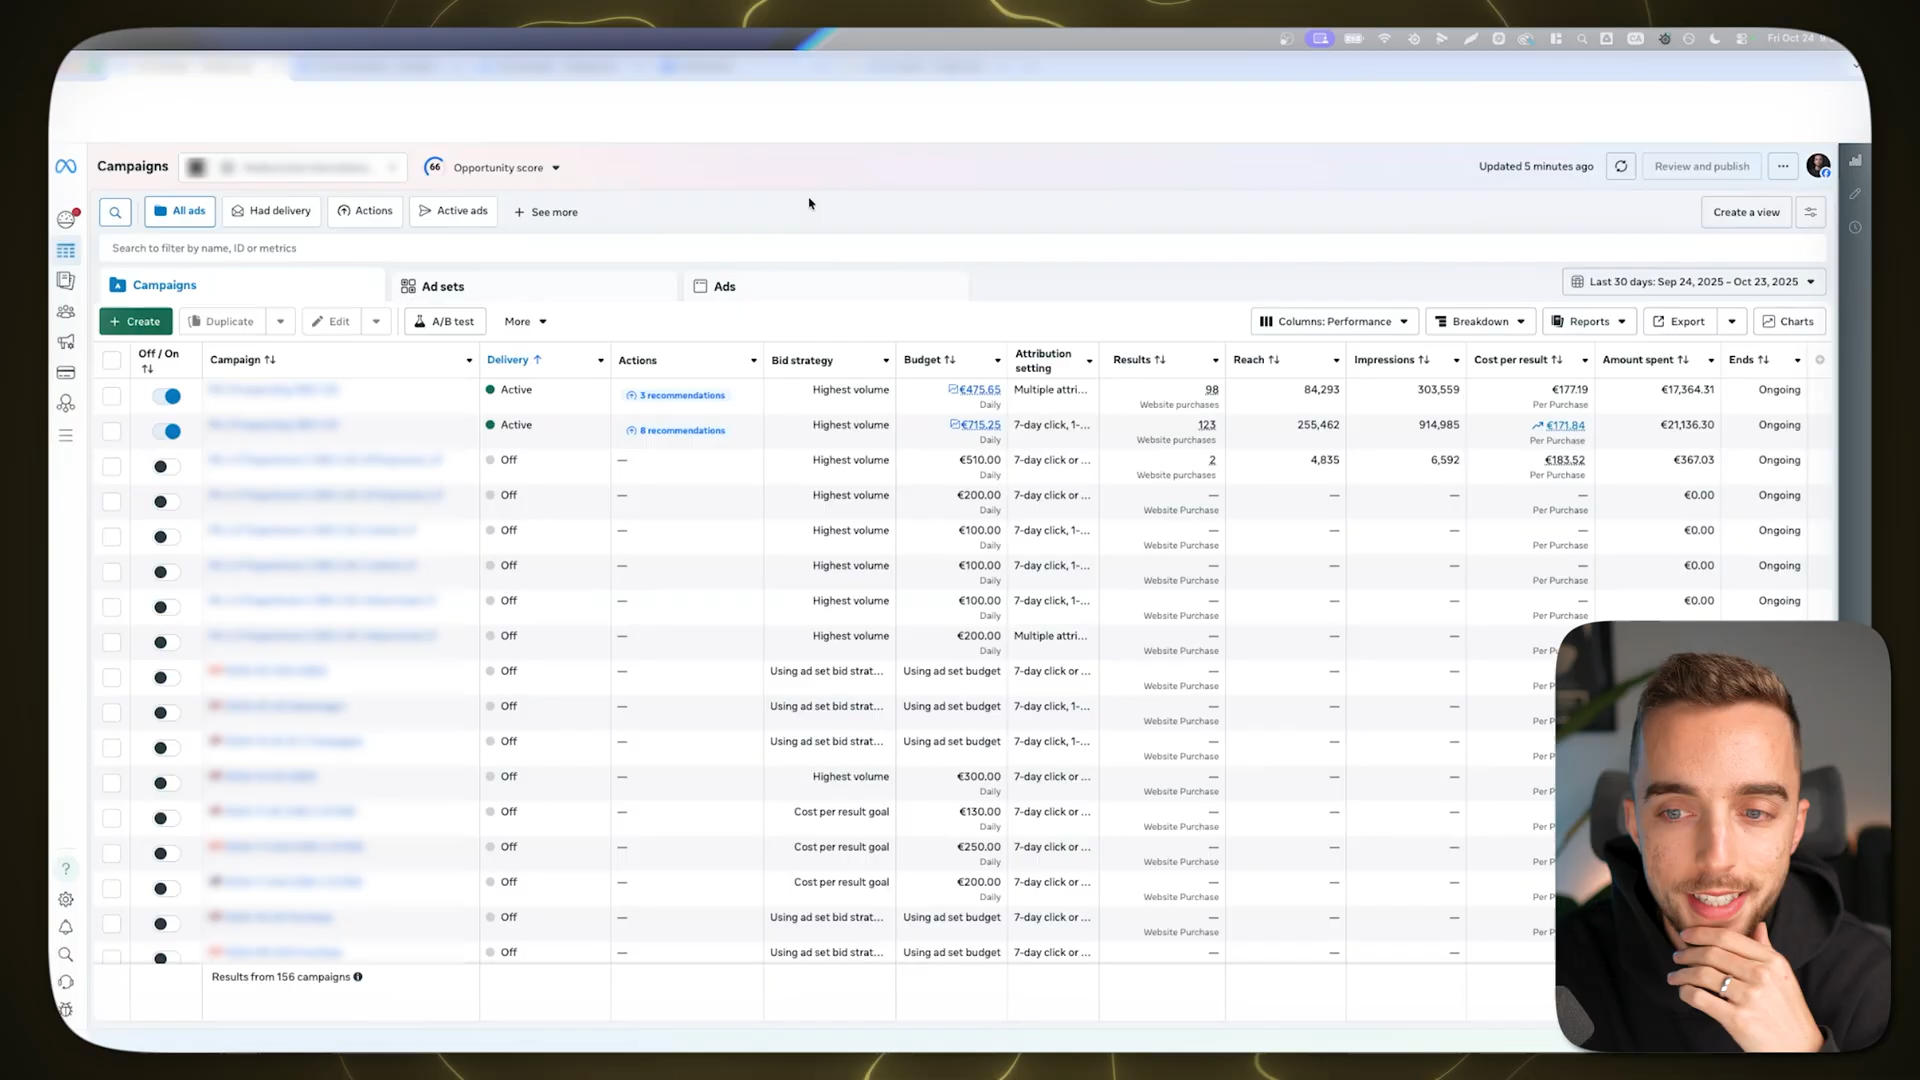 Fri Oct 24
Campaigns
66 Opportunity score
Updated 5 minutes ago
Review and publish
All ads
Had delivery
Actions
Active ads
+ See more
Create a view
Search to filter by name, ID or metrics
Campaigns
Ad sets
Ads
Last 30 days: Sep 24, 2025 – Oct 23, 2025
+ Create
Duplicate
Edit
A/B test
More
Columns: Performance
Breakdown
Reports
Export
Charts
Off / On
Campaign
Delivery ↑
Actions
Bid strategy
Budget
Attribution setting
Results
Reach
Impressions
Cost per result
Amount spent
Ends
Active 3 recommendations Highest volume €475.65 Multiple attri... 98 84,293 303,559 €177.19 €17,364.31 Ongoing
Daily Website purchases Per Purchase
Active 8 recommendations Highest volume €715.25 7-day click, 1-... 123 255,462 914,985 €171.84 €21,136.30 Ongoing
Daily Website purchases Per Purchase
Off — Highest volume €510.00 7-day click or ... 2 4,835 6,592 €183.52 €367.03 Ongoing
Daily Website purchases Per Purchase
Off — Highest volume €200.00 7-day click or ... — — — — €0.00 Ongoing
Daily Website Purchase Per Purchase
Off — Highest volume €100.00 7-day click, 1-... — — — — €0.00 Ongoing
Daily Website Purchase Per Purchase
Off — Highest volume €100.00 7-day click, 1-... — — — — €0.00 Ongoing
Daily Website Purchase Per Purchase
Off — Highest volume €100.00 7-day click, 1-... — — — — €0.00 Ongoing
Daily Website Purchase Per Purchase
Off — Highest volume €200.00 Multiple attri... — — —
Daily Website Purchase Per P
Off — Using ad set bid strat... Using ad set budget 7-day click or ... — — —
Website Purchase Per P
Off — Using ad set bid strat... Using ad set budget 7-day click, 1-... — — —
Website Purchase Per P
Off — Using ad set bid strat... Using ad set budget 7-day click, 1-... — — —
Website Purchase Per P
Off — Highest volume €300.00 7-day click or ... — — —
Daily Website Purchase Per P
Off — Cost per result goal €130.00 7-day click or ... — — —
Daily Website Purchase Per P
Off — Cost per result goal €250.00 7-day click or ... — — —
Daily Website Purchase Per P
Off — Cost per result goal €200.00 7-day click or ... — — —
Daily Website Purchase Per P
Off — Using ad set bid strat... Using ad set budget 7-day click or ... — — —
Website Purchase Per P
Off — Using ad set bid strat... Using ad set budget 7-day click or ... — — —
Results from 156 campaigns